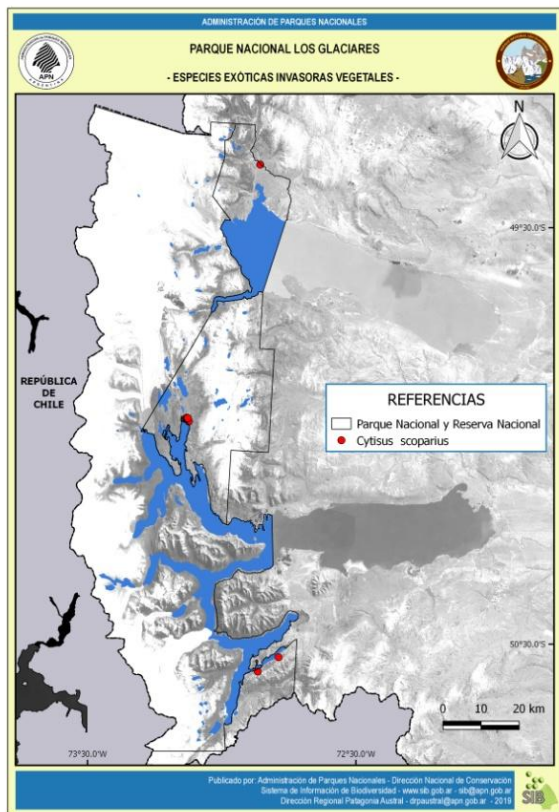 ADMINISTRACIÓN DE PARQUES NACIONALES
PARQUE NACIONAL LOS GLACIARES
- ESPECIES EXÓTICAS INVASORAS VEGETALES -
APN
ARGENTINA
N
49°30.0'S
REPÚBLICA
DE
CHILE
REFERENCIAS
Parque Nacional y Reserva Nacional
Cytisus scoparius
50°30.0'S
0 10 20 km
73°30.0'W
72°30.0'W
Publicado por: Administración de Parques Nacionales - Dirección Nacional de Conservación
Sistema de Información de Biodiversidad - www.sib.gob.ar - sib@apn.gob.ar
Dirección Regional Patagonia Austral - drpaustral@apn.gob.ar - 2019
SIB